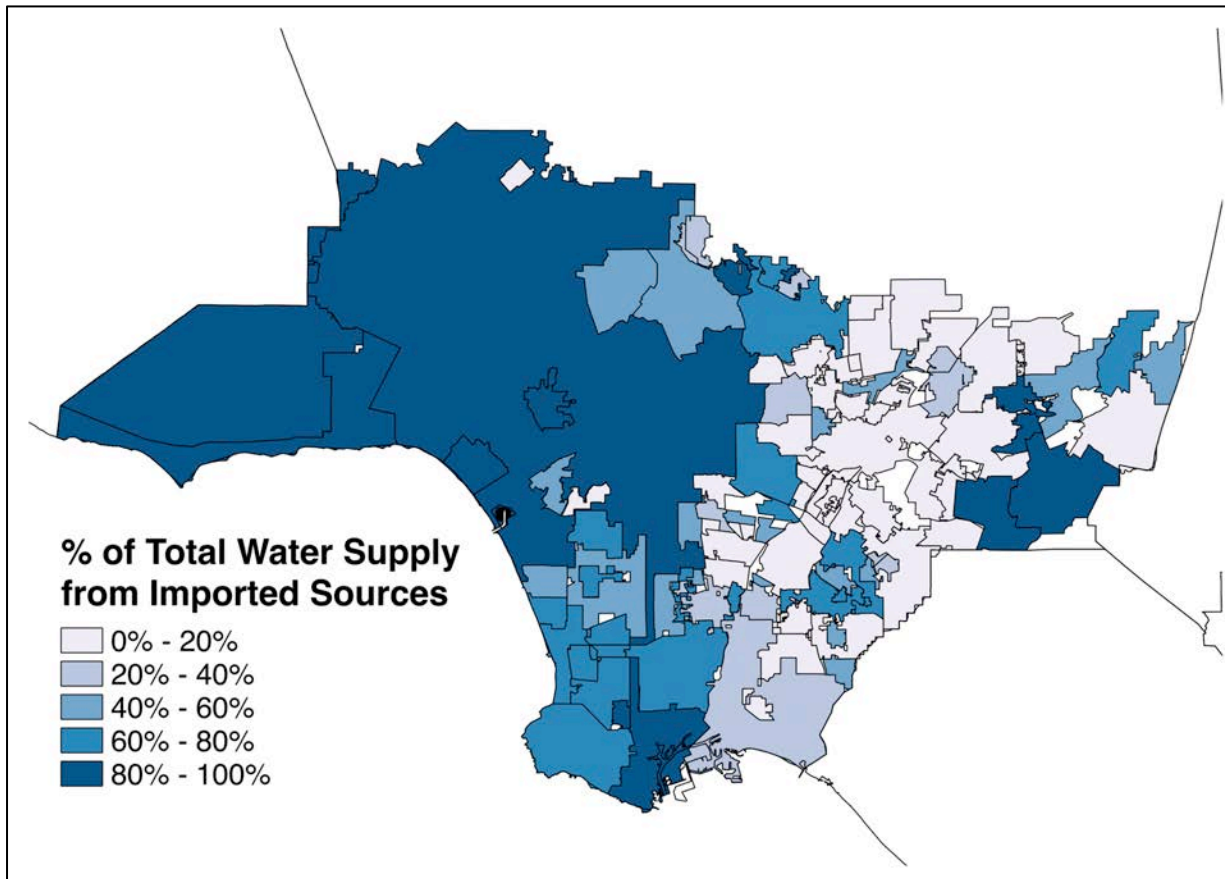 % of Total Water Supply
from Imported Sources
0% - 20%
20% - 40%
40% - 60%
60% - 80%
80% - 100%